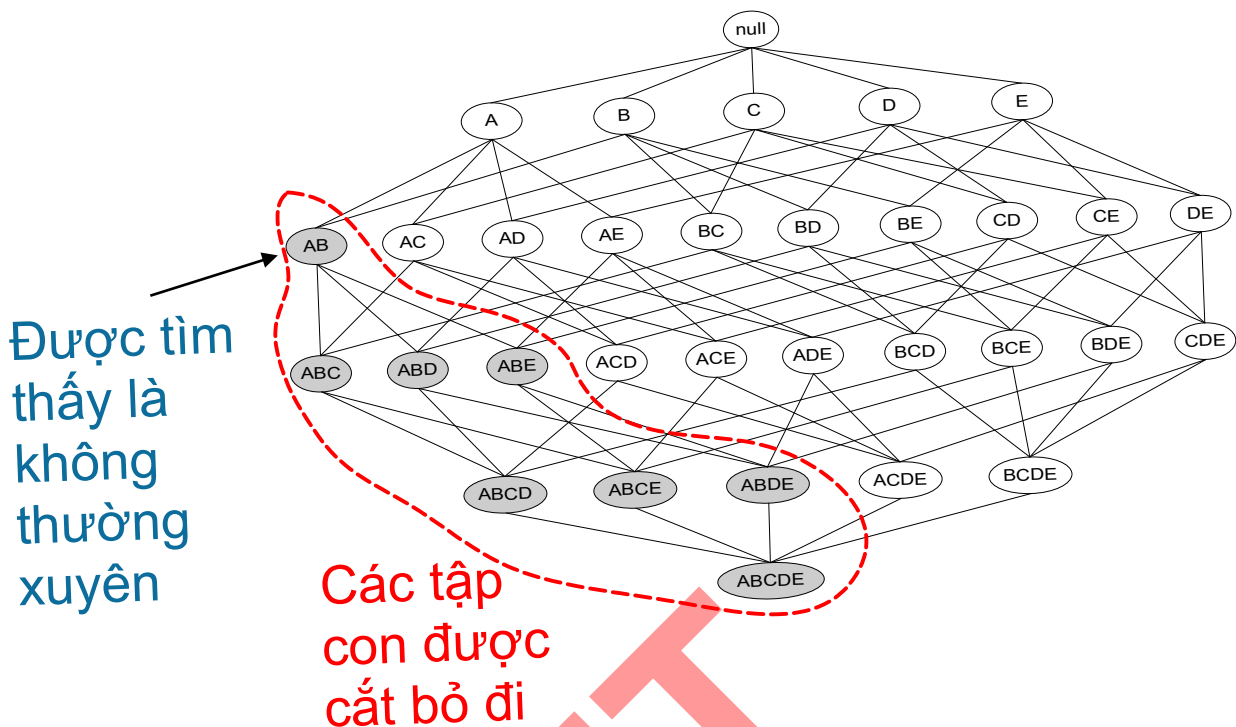 null
A B C D E
AB AC AD AE BC BD BE CD CE DE
ABC ABD ABE ACD ACE ADE BCD BCE BDE CDE
ABCD ABCE ABDE ACDE BCDE
ABCDE
Được tìm
thấy là
không
thường
xuyên
Các tập
con được
cắt bỏ đi